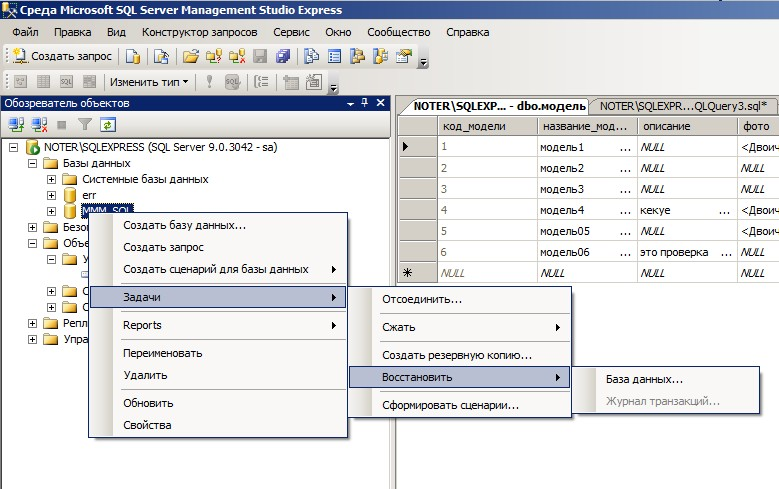 Среда Microsoft SQL Server Management Studio Express
Файл Правка Вид Конструктор запросов Сервис Окно Сообщество Справка
Создать запрос
Изменить тип
Обозреватель объектов
NOTER\SQLEXPRESS (SQL Server 9.0.3042 - sa)
Базы данных
Системные базы данных
err
MMM_SQL
Безо
Объе
У
С
С
Репл
Упра
Создать базу данных...
Создать запрос
Создать сценарий для базы данных
Задачи
Reports
Переименовать
Удалить
Обновить
Свойства
Отсоединить...
Сжать
Создать резервную копию...
Восстановить
Сформировать сценарии...
База данных...
Журнал транзакций...
NOTER\SQLEXP... - dbo.модель NOTER\SQLEXPR...QLQuery3.sql*
код_модели название_мод... описание фото
1 модель1 ... NULL <Двоич
2 модель2 ... NULL NULL
3 модель3 ... NULL NULL
4 модель4 ... кекуе ... <Двоич
5 модель05 ... NULL <Двоич
6 модель06 ... это проверка ... NULL
NULL NULL NULL NULL